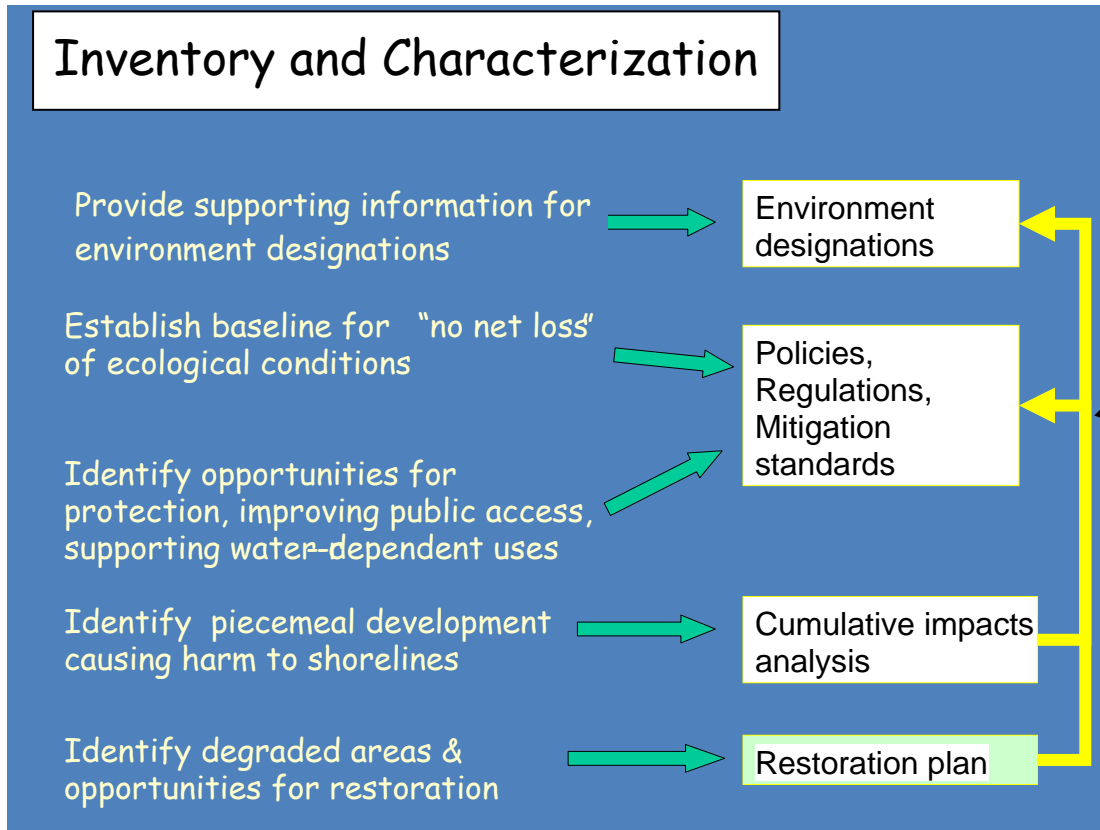 Inventory and Characterization
Provide supporting information for
environment designations
Environment
designations
Establish baseline for “no net loss”
of ecological conditions
Policies,
Regulations,
Mitigation
standards
Identify opportunities for
protection, improving public access,
supporting water-dependent uses
Identify piecemeal development
causing harm to shorelines
Cumulative impacts
analysis
Identify degraded areas &
opportunities for restoration
Restoration plan